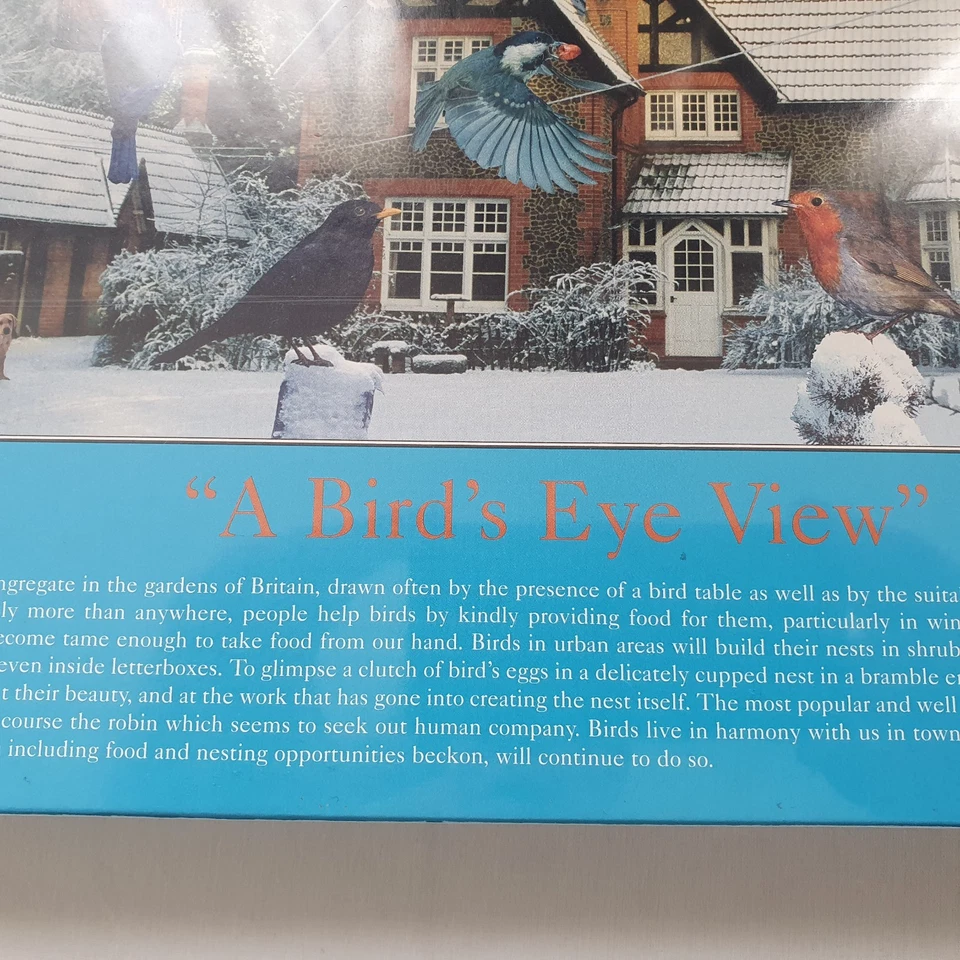 “A Bird’s Eye View”
ngregate in the gardens of Britain, drawn often by the presence of a bird table as well as by the suita
ly more than anywhere, people help birds by kindly providing food for them, particularly in win
ecome tame enough to take food from our hand. Birds in urban areas will build their nests in shrub
even inside letterboxes. To glimpse a clutch of bird’s eggs in a delicately cupped nest in a bramble e
t their beauty, and at the work that has gone into creating the nest itself. The most popular and well
course the robin which seems to seek out human company. Birds live in harmony with us in town
including food and nesting opportunities beckon, will continue to do so.